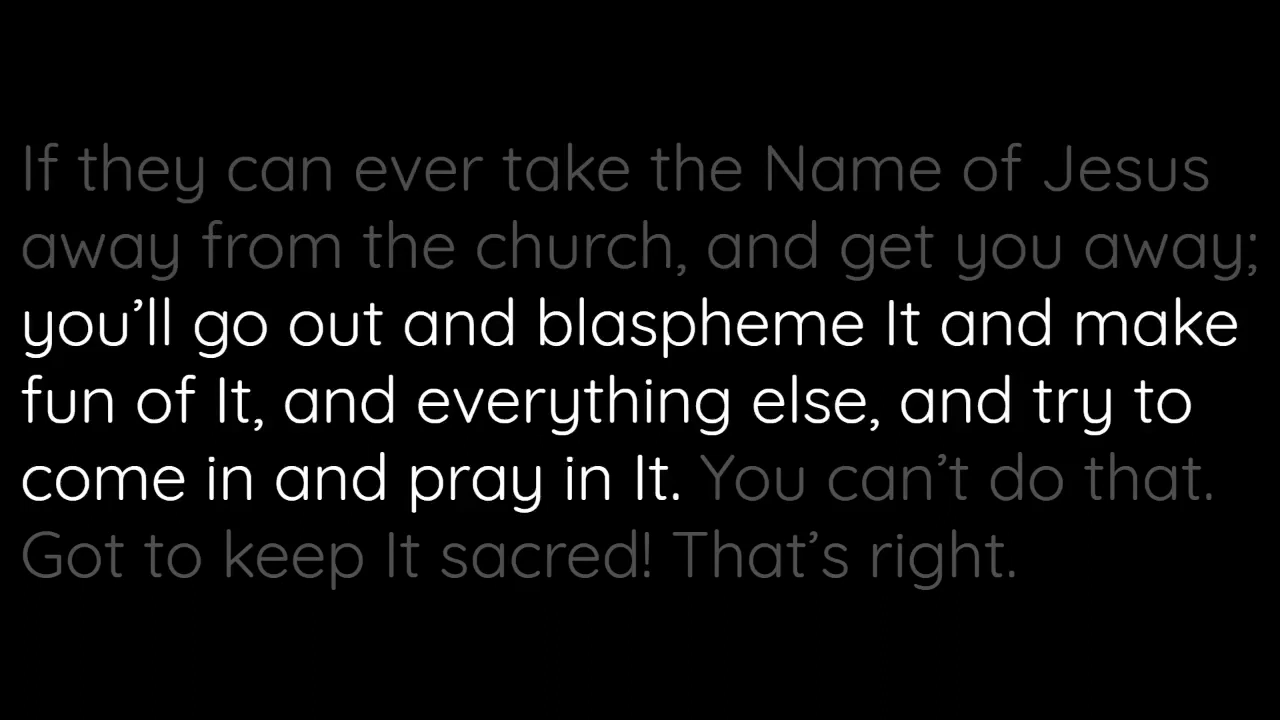 If they can ever take the Name of Jesus
away from the church, and get you away;
you’ll go out and blaspheme It and make
fun of It, and everything else, and try to
come in and pray in It. You can’t do that.
Got to keep It sacred! That’s right.